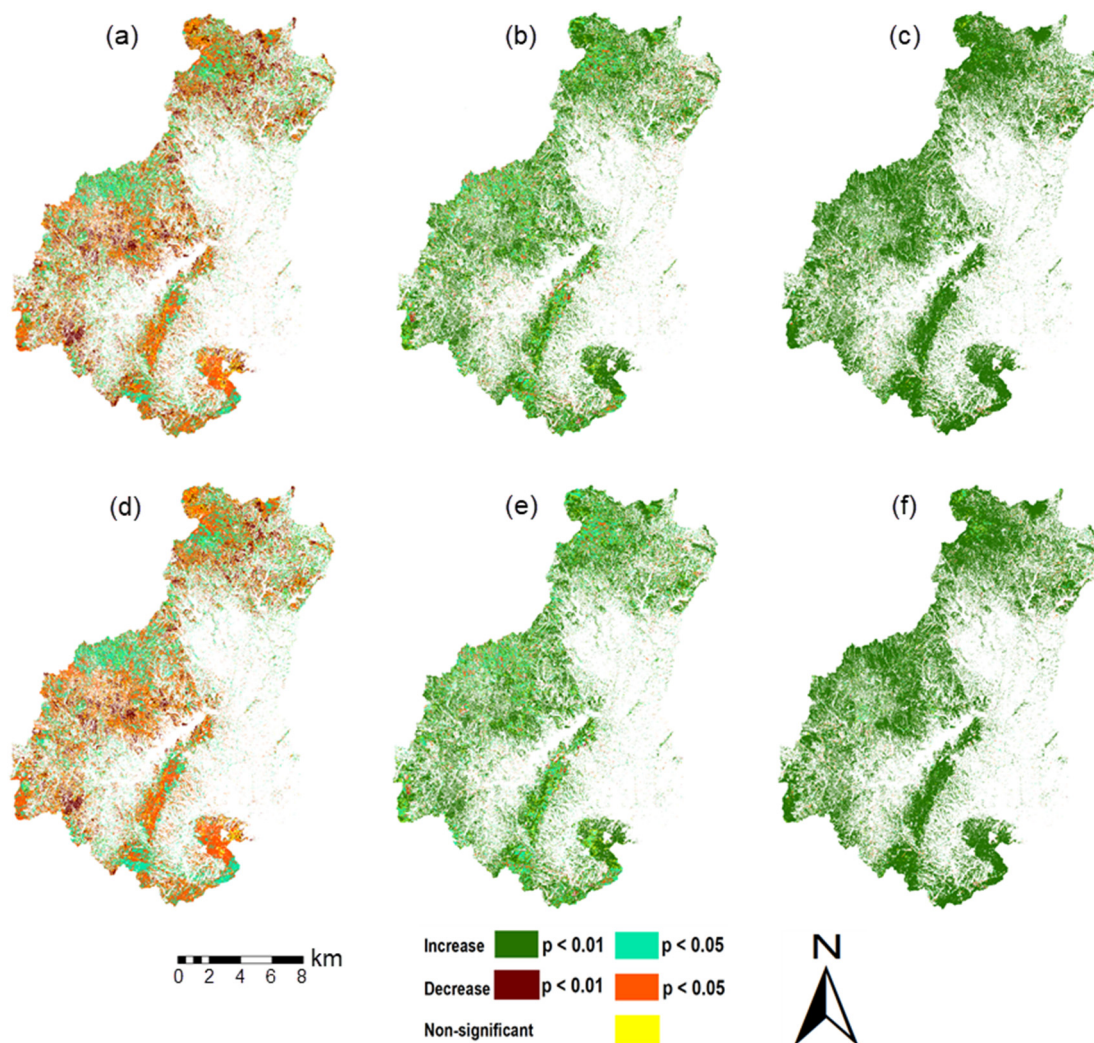 (a) (b) (c)
(d) (e) (f)
Increase p < 0.01 p < 0.05
Decrease p < 0.01 p < 0.05
Non-significant
km
0 2 4 6 8
N